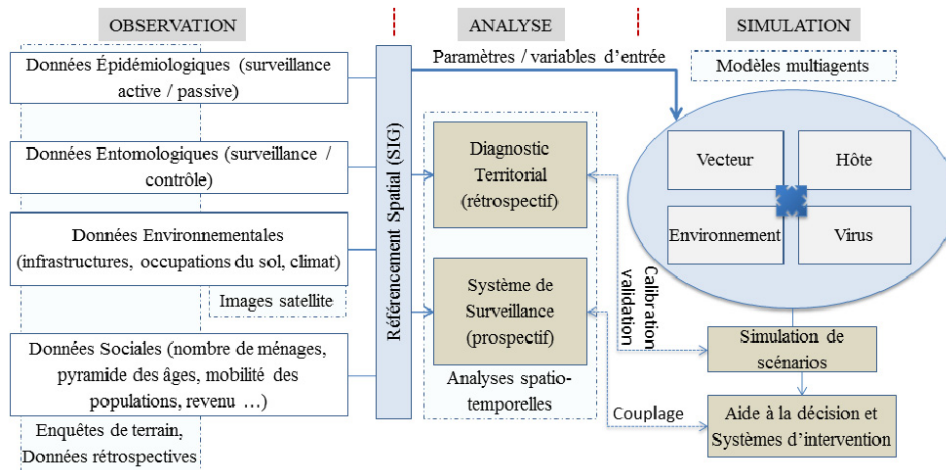 OBSERVATION
Données Épidémiologiques (surveillance
active / passive)
Données Entomologiques (surveillance /
contrôle)
Données Environnementales
(infrastructures, occupations du sol, climat)
Images satellite
Données Sociales (nombre de ménages,
pyramide des âges, mobilité des
populations, revenu …)
Enquêtes de terrain,
Données rétrospectives
Référencement Spatial (SIG)
ANALYSE
Paramètres / variables d’entrée
Diagnostic
Territorial
(rétrospectif)
Système de
Surveillance
(prospectif)
Analyses spatio-
temporelles
Calibration
validation
Couplage
SIMULATION
Modèles multiagents
Vecteur
Hôte
Environnement
Virus
Simulation de
scénarios
Aide à la décision et
Systèmes d’intervention